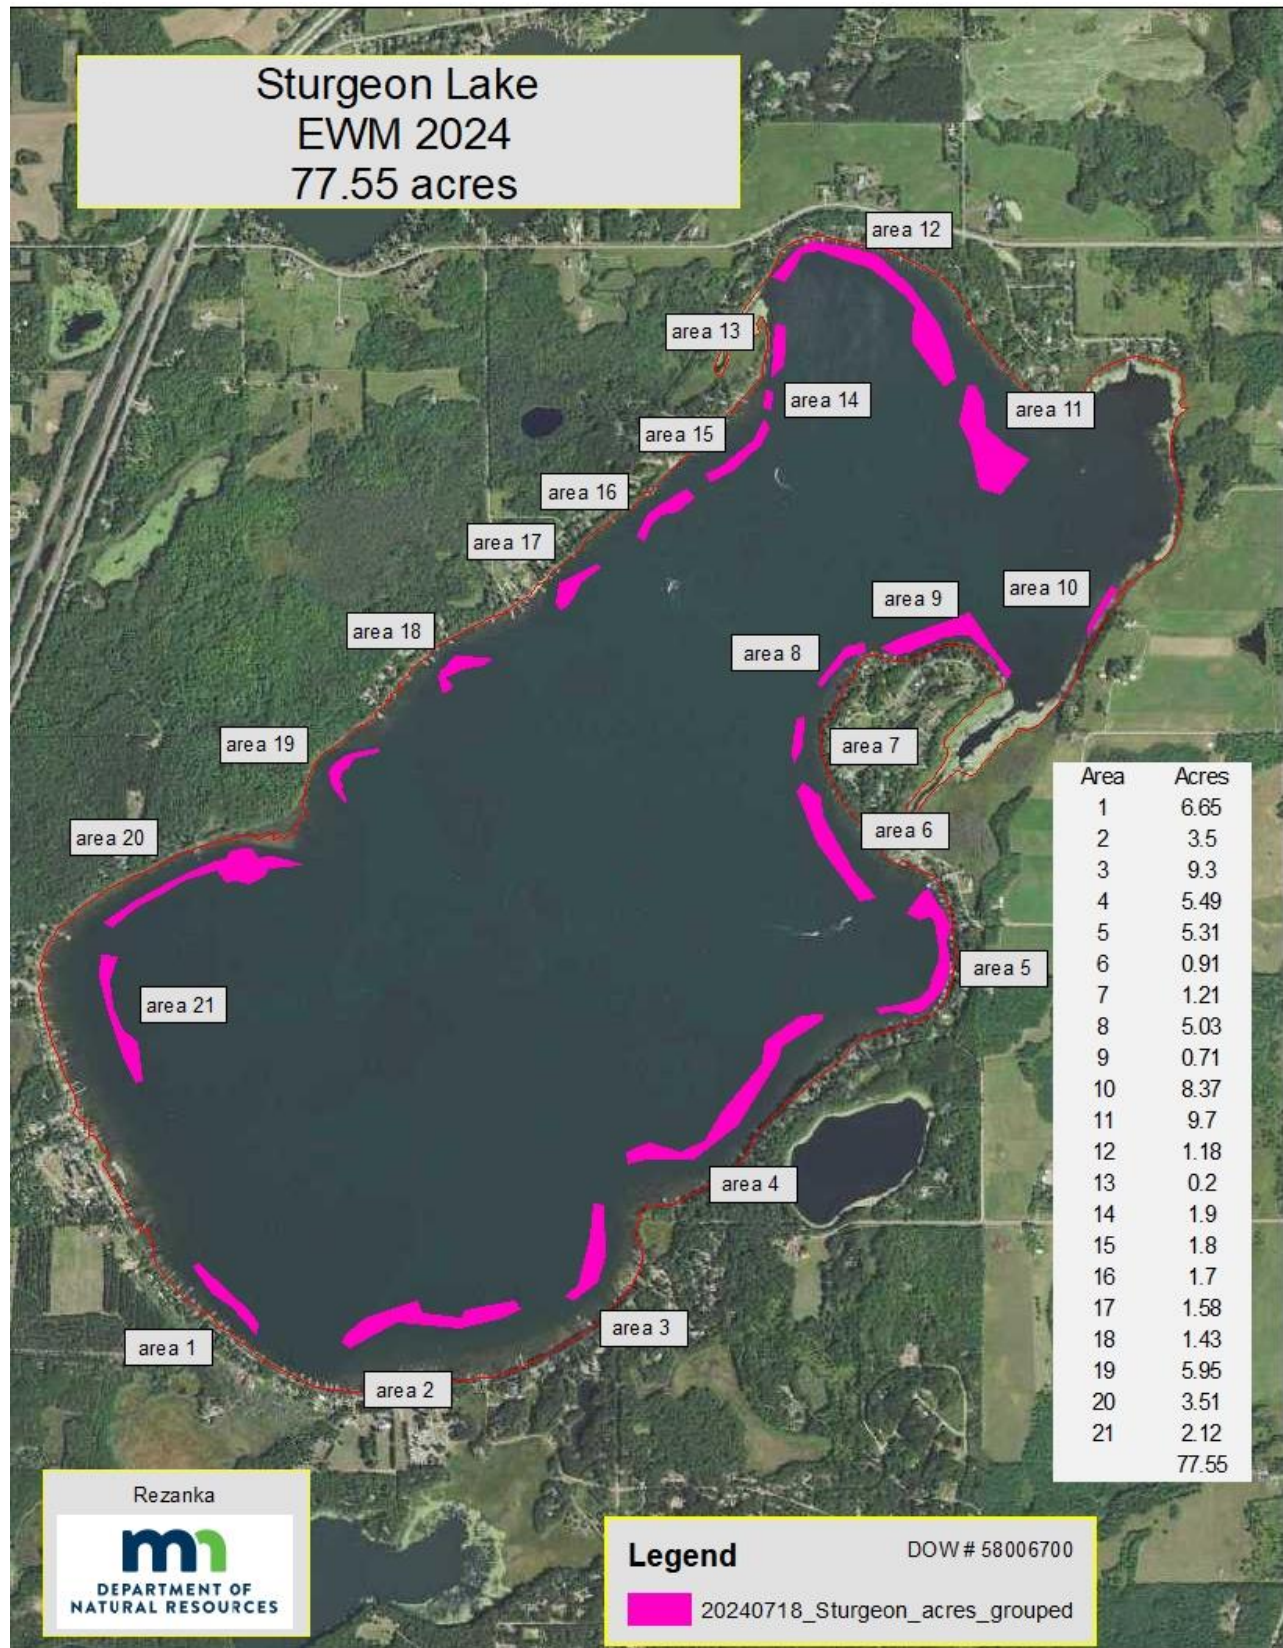 Sturgeon Lake
EWM 2024
77.55 acres
area 12
area 13
area 14
area 11
area 15
area 16
area 17
area 10
area 9
area 18
area 8
area 19
area 7
area 20
area 6
area 5
area 21
area 4
area 3
area 1
area 2
Area Acres
1 6.65
2 3.5
3 9.3
4 5.49
5 5.31
6 0.91
7 1.21
8 5.03
9 0.71
10 8.37
11 9.7
12 1.18
13 0.2
14 1.9
15 1.8
16 1.7
17 1.58
18 1.43
19 5.95
20 3.51
21 2.12
77.55
Rezanka
mn
DEPARTMENT OF
NATURAL RESOURCES
Legend DOW # 58006700
20240718_Sturgeon_acres_grouped